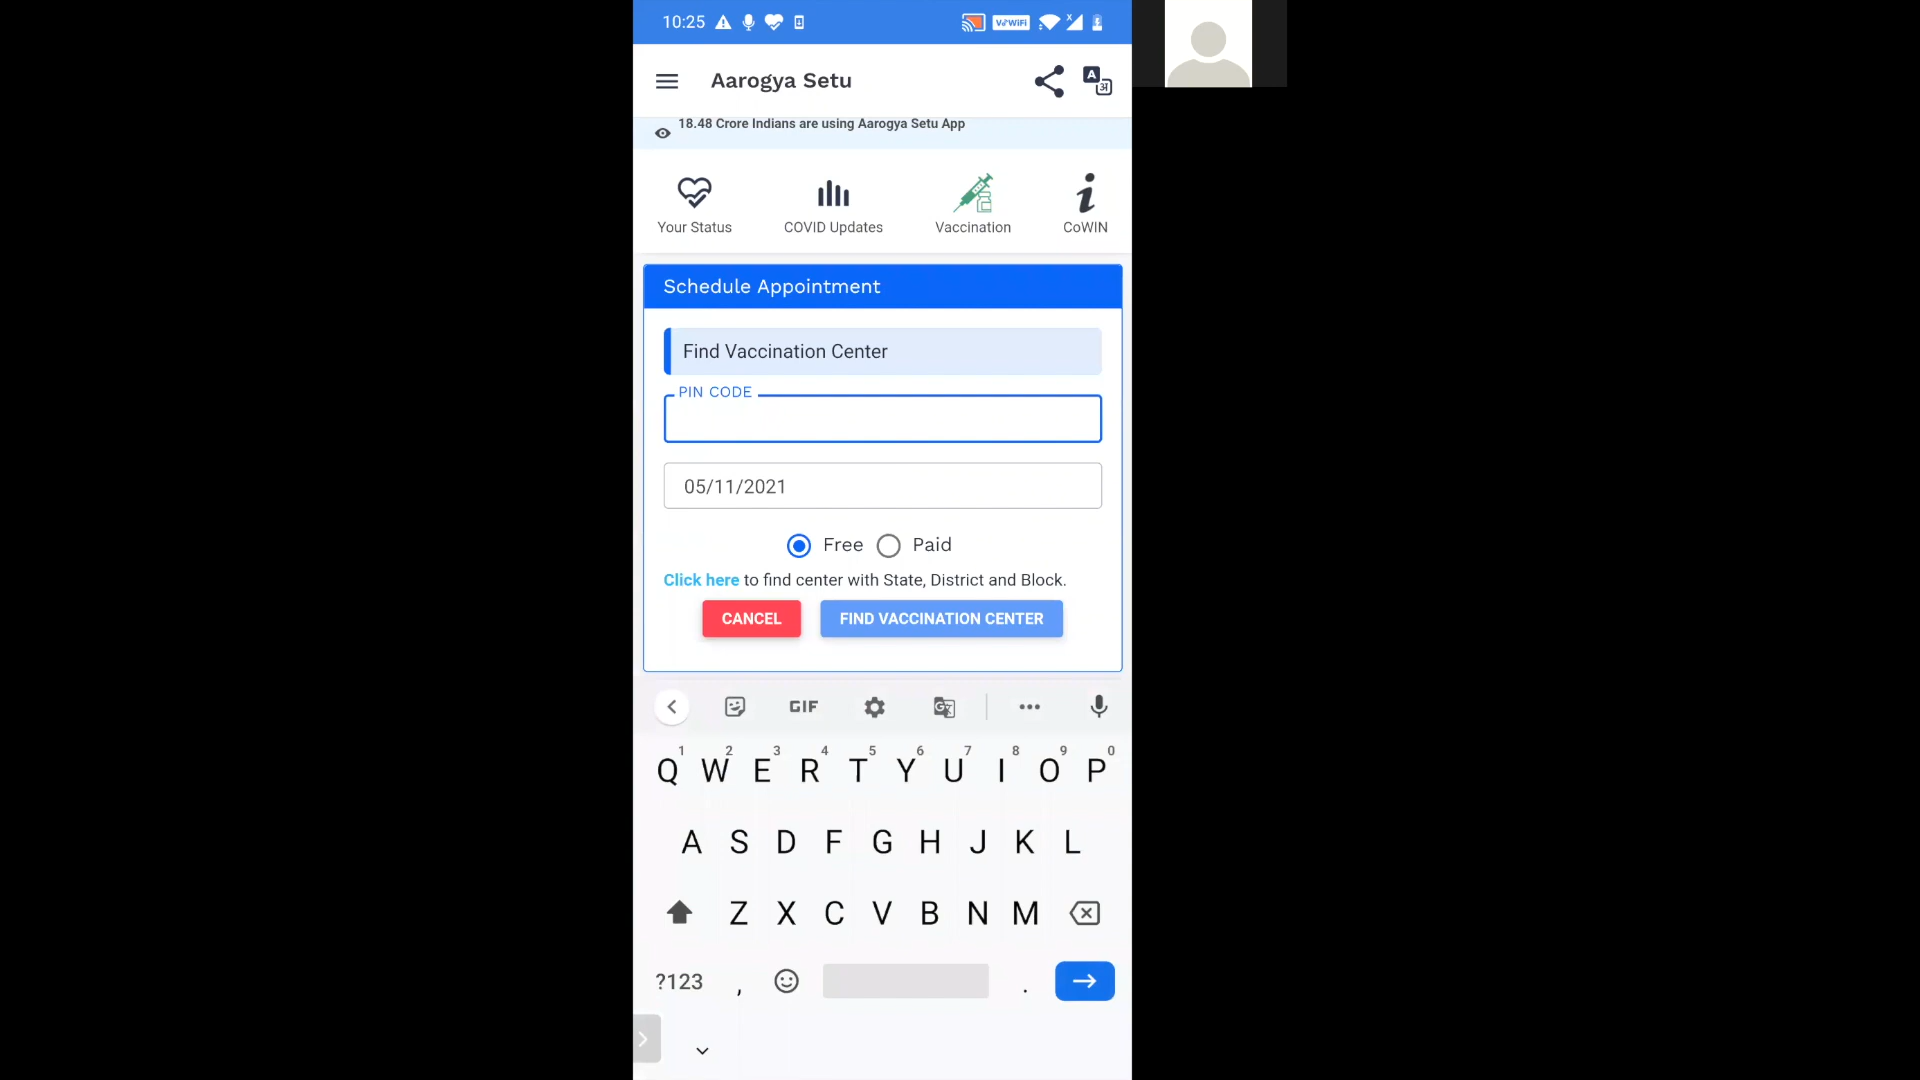 10:25 VoWiFi x
Aarogya Setu A अ
18.48 Crore Indians are using Aarogya Setu App
Your Status COVID Updates Vaccination CoWIN
Schedule Appointment
Find Vaccination Center
PIN CODE
05/11/2021
Free Paid
Click here to find center with State, District and Block.
CANCEL FIND VACCINATION CENTER
GIF G
1 2 3 4 5 6 7 8 9 0
Q W E R T Y U I O P
A S D F G H J K L
Z X C V B N M
?123 , .